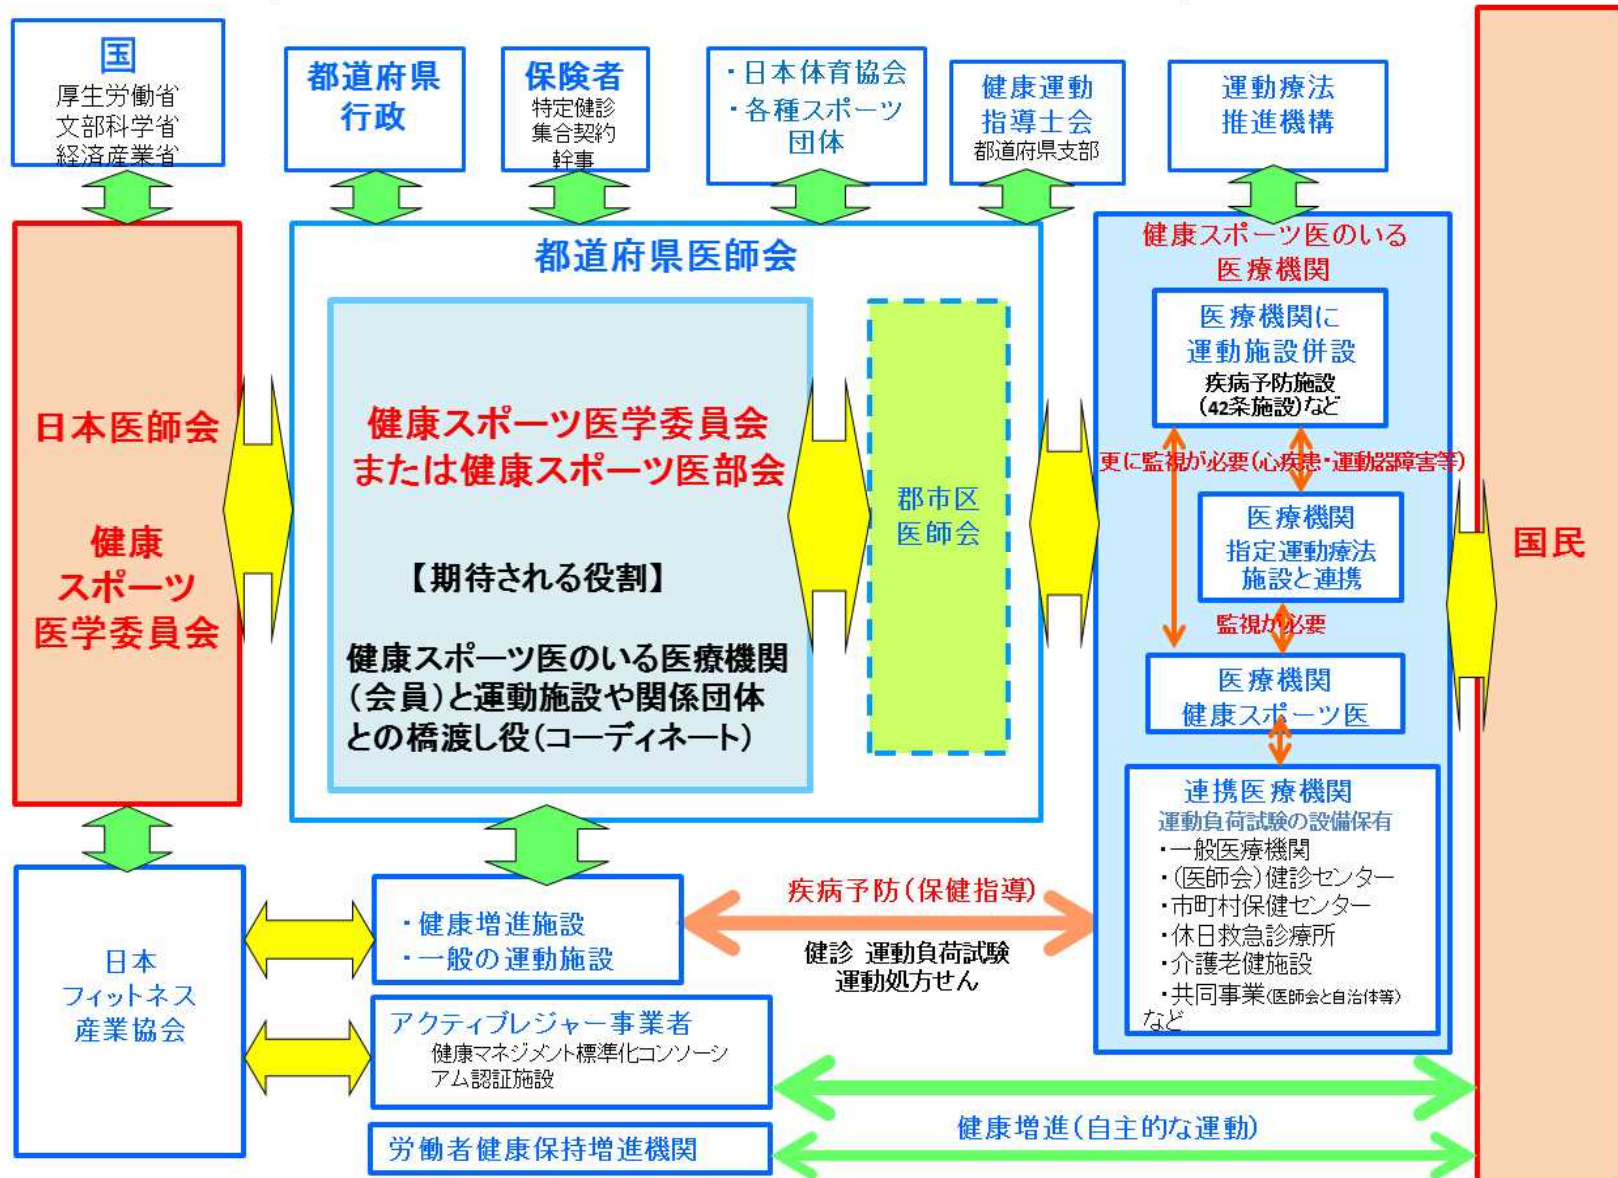 国
厚生労働省
文部科学省
経済産業省
都道府県
行政
保険者
特定健診
集合契約
幹事
・日本体育協会
・各種スポーツ
団体
健康運動
指導士会
都道府県支部
運動療法
推進機構
日本医師会
健康
スポーツ
医学委員会
都道府県医師会
健康スポーツ医学委員会
または健康スポーツ医部会
【期待される役割】
健康スポーツ医のいる医療機関
(会員)と運動施設や関係団体
との橋渡し役(コーディネート)
郡市区
医師会
健康スポーツ医のいる
医療機関
医療機関に
運動施設併設
疾病予防施設
(42条施設)など
更に監視が必要(心疾患・運動器障害等)
医療機関
指定運動療法
施設と連携
監視が必要
医療機関
健康スポーツ医
連携医療機関
運動負荷試験の設備保有
・一般医療機関
・(医師会)健診センター
・市町村保健センター
・休日救急診療所
・介護老健施設
・共同事業(医師会と自治体等)
など
国民
日本
フィットネス
産業協会
・健康増進施設
・一般の運動施設
疾病予防(保健指導)
健診 運動負荷試験
運動処方せん
アクティブレジャー事業者
健康マネジメント標準化コンソーシ
アム認証施設
健康増進(自主的な運動)
労働者健康保持増進機関